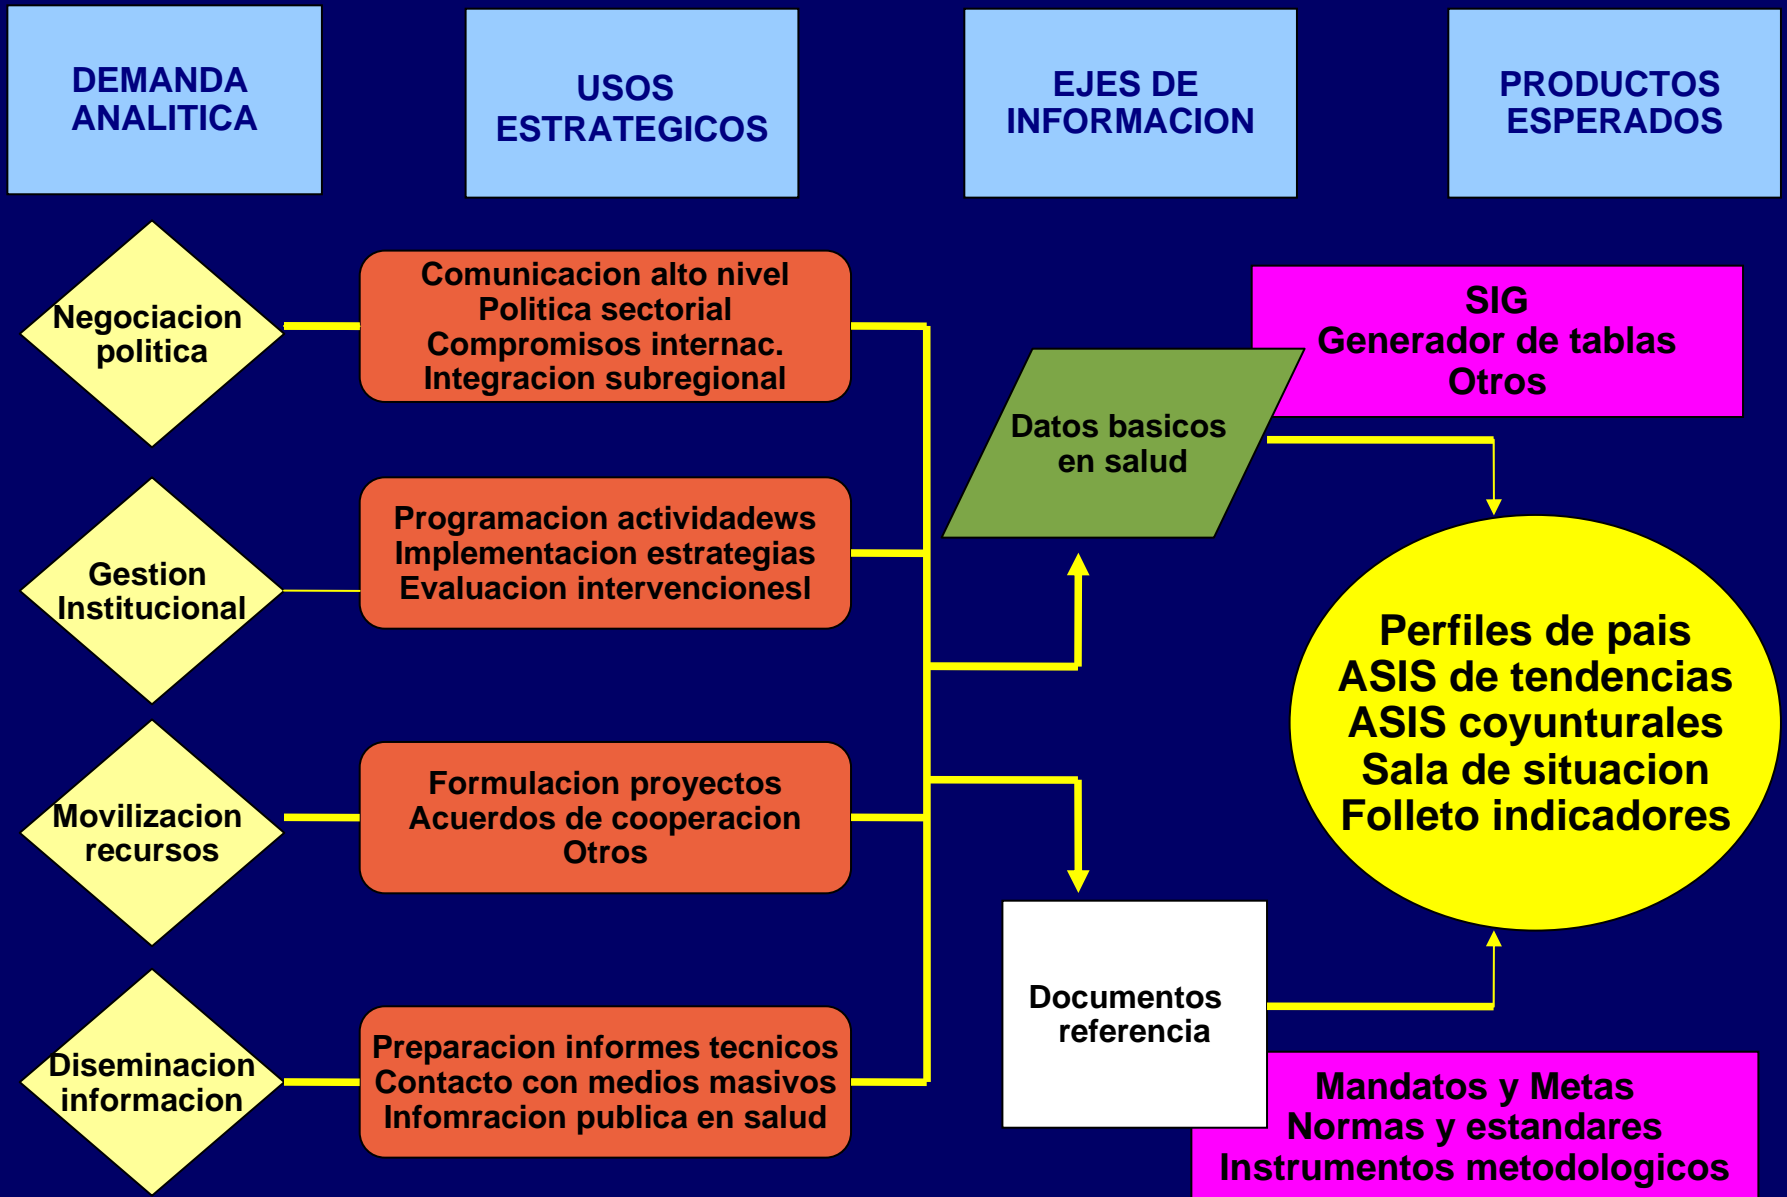 DEMANDA
ANALITICA
USOS
ESTRATEGICOS
EJES DE
INFORMACION
PRODUCTOS
ESPERADOS
Negociacion
politica
Comunicacion alto nivel
Politica sectorial
Compromisos internac.
Integracion subregional
Gestion
Institucional
Programacion actividadews
Implementacion estrategias
Evaluacion intervencionesl
Movilizacion
recursos
Formulacion proyectos
Acuerdos de cooperacion
Otros
Diseminacion
informacion
Preparacion informes tecnicos
Contacto con medios masivos
Infomracion publica en salud
Datos basicos
en salud
SIG
Generador de tablas
Otros
Documentos
referencia
Mandatos y Metas
Normas y estandares
Instrumentos metodologicos
Perfiles de pais
ASIS de tendencias
ASIS coyunturales
Sala de situacion
Folleto indicadores